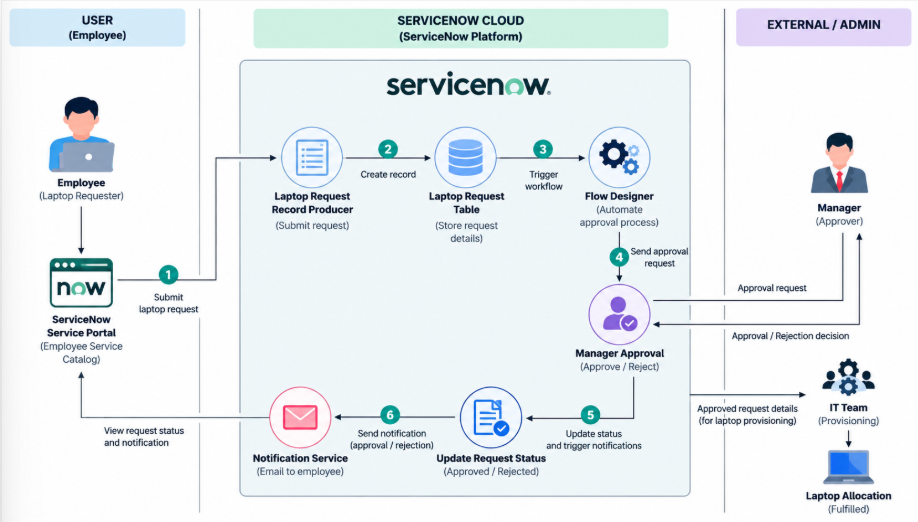 USER
(Employee)
SERVICENOW CLOUD
(ServiceNow Platform)
EXTERNAL / ADMIN
servicenow.
Employee
(Laptop Requester)
now
ServiceNow
Service Portal
(Employee Service
Catalog)
1
Submit
laptop request
Laptop Request
Record Producer
(Submit request)
2
Create record
Laptop Request
Table
(Store request
details)
3
Trigger
workflow
Flow Designer
(Automate
approval process)
4
Send approval
request
Manager
(Approver)
Approval request
Manager Approval
(Approve / Reject)
Approval / Rejection decision
5
Update status
and trigger notifications
Update Request Status
(Approved / Rejected)
6
Send notification
(approval / rejection)
Notification Service
(Email to employee)
View request status
and notification
Approved request details
(for laptop provisioning)
IT Team
(Provisioning)
Laptop Allocation
(Fulfilled)